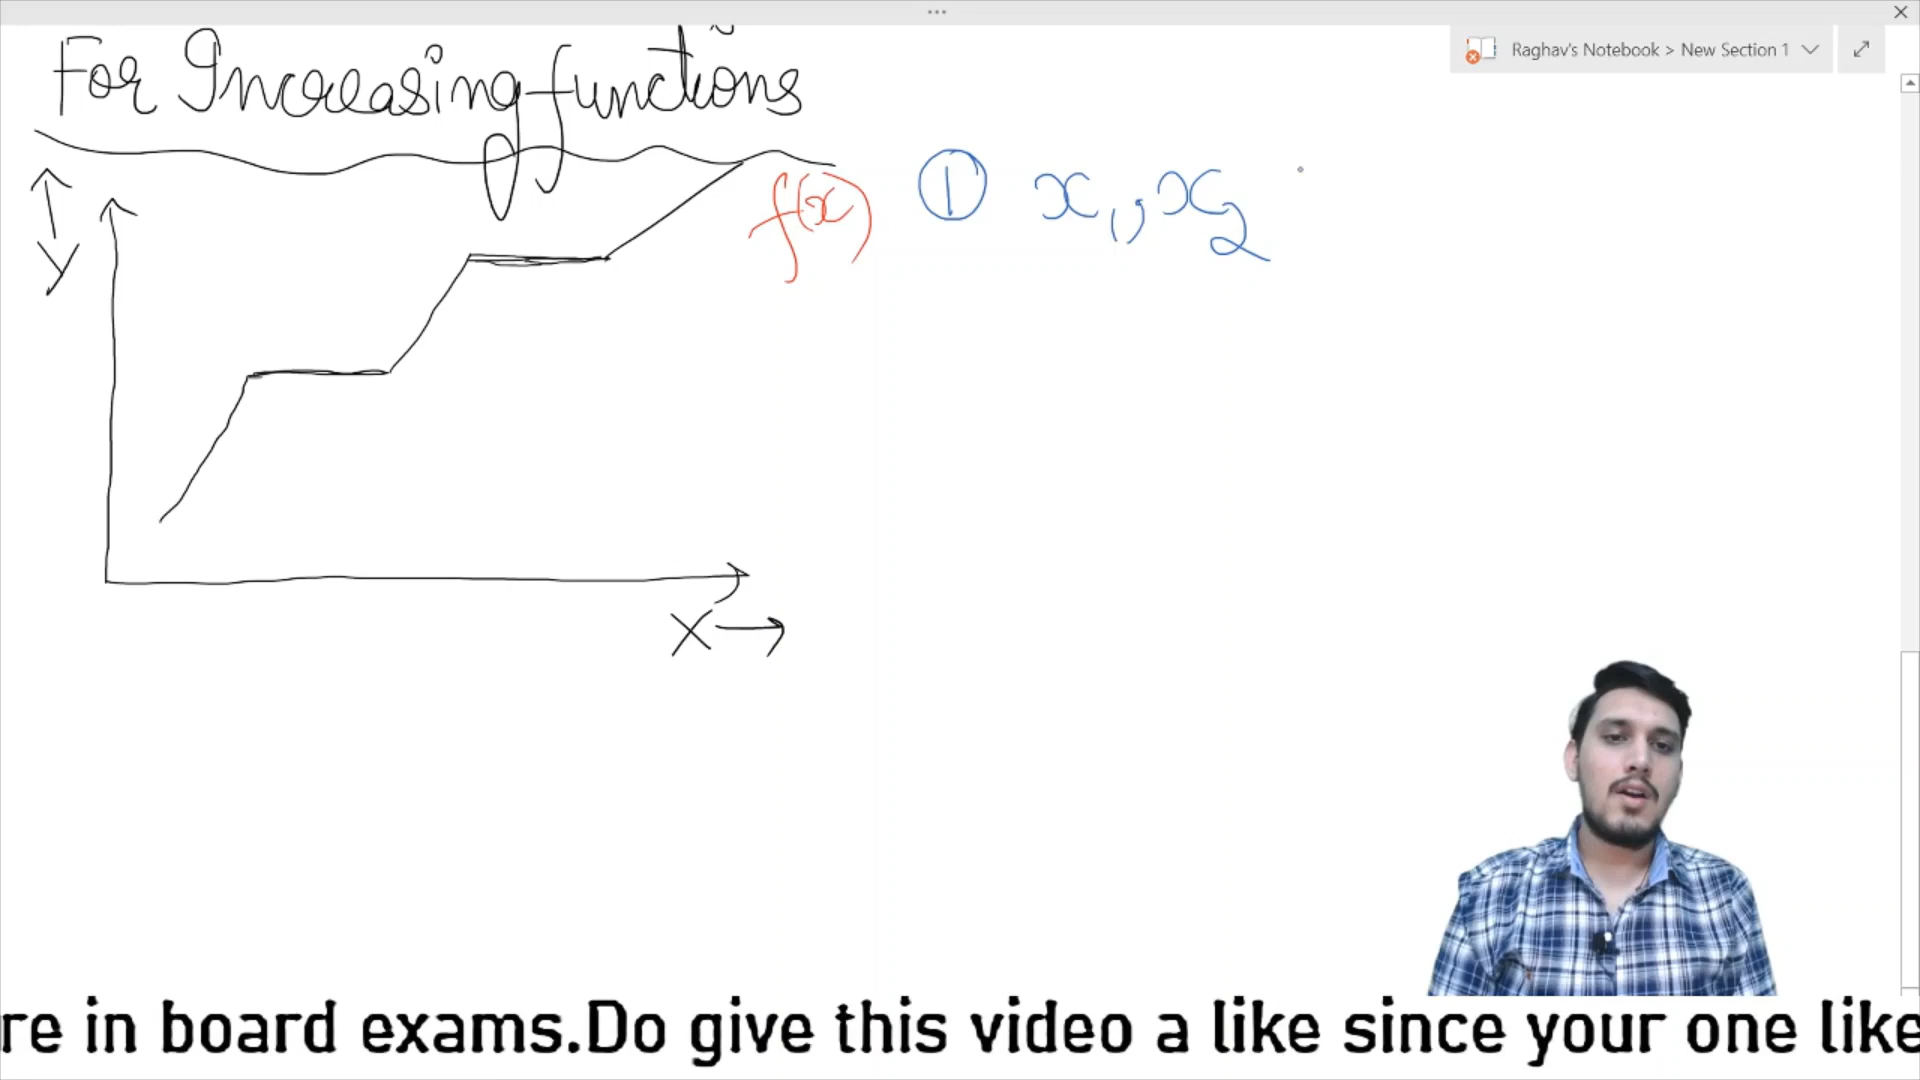 Raghav's Notebook > New Section 1
For Increasing functions
f(x)
① x₁, x₂
y
X →
re in board exams.Do give this video a like since your one like